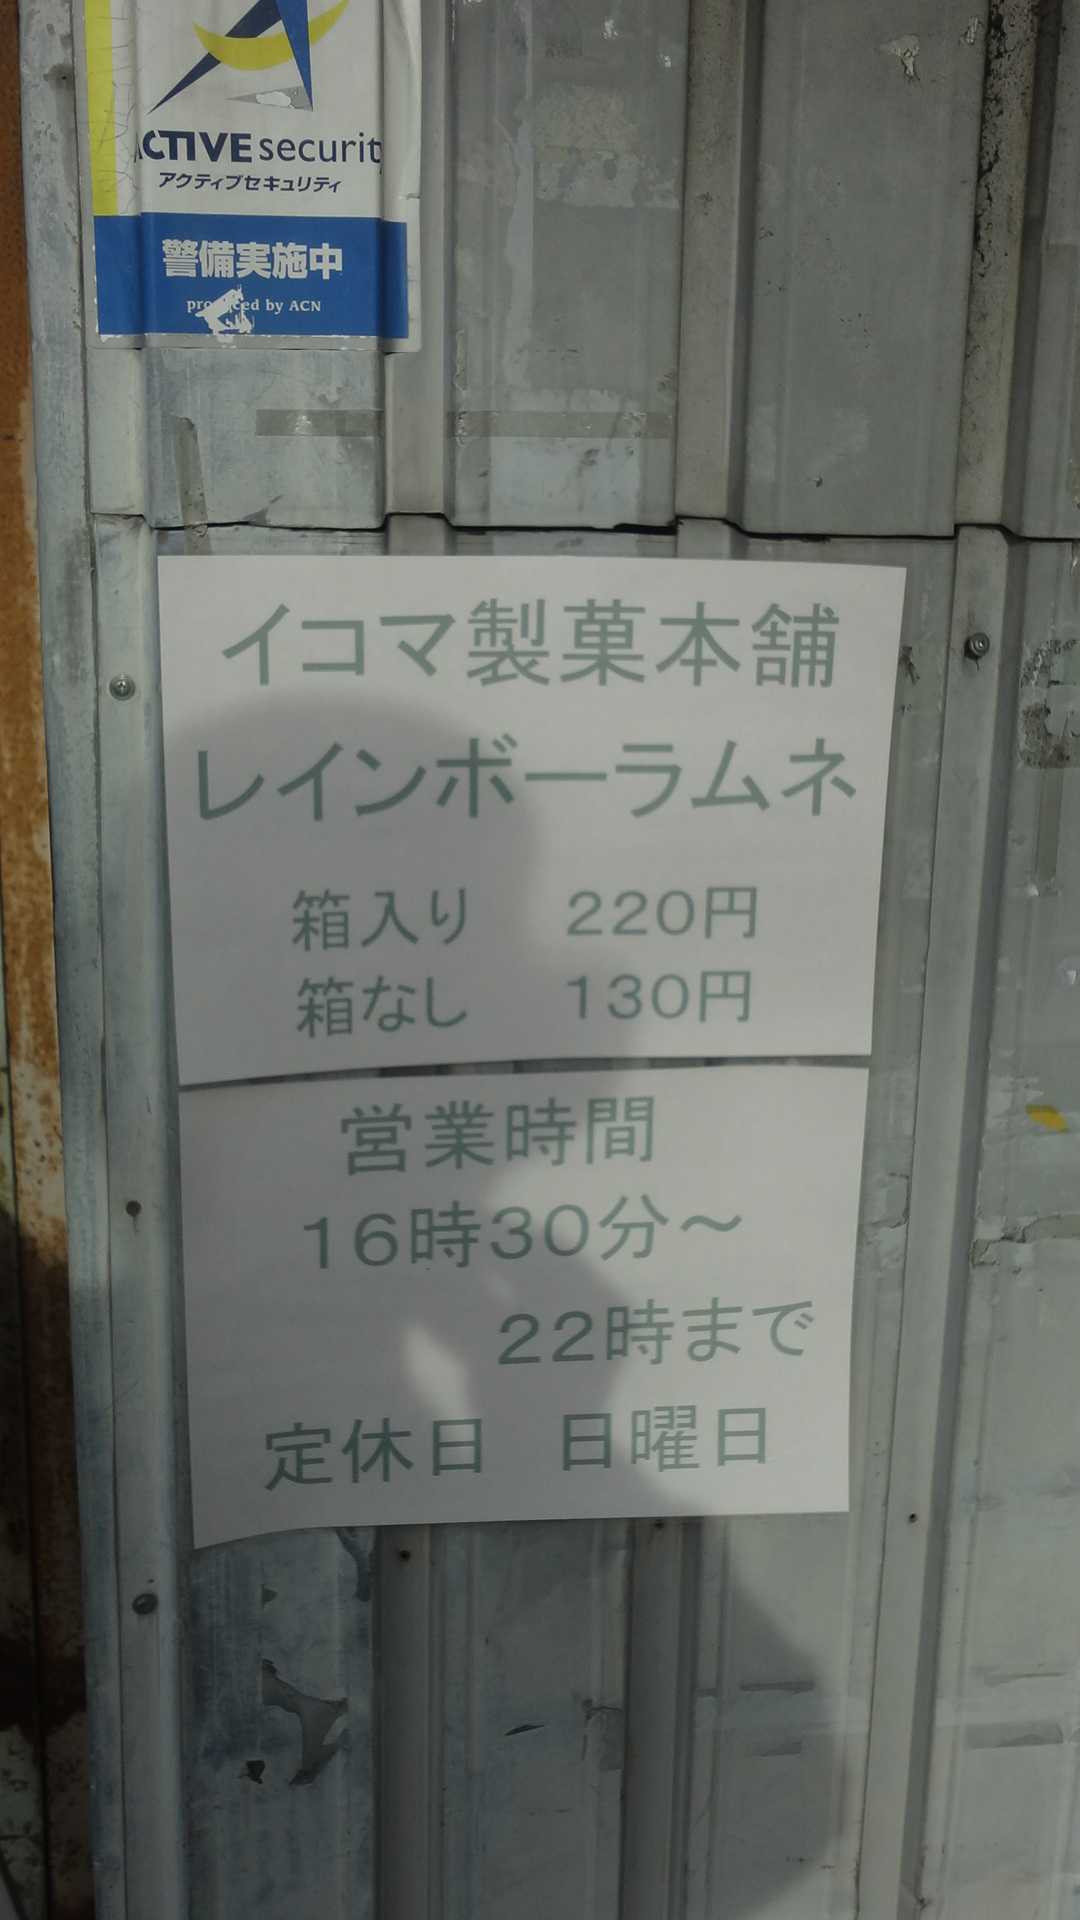 ACTIVE security
アクティブセキュリティ
警備実施中
produced by ACN
イコマ製菓本舗
レインボーラムネ
箱入り　220円
箱なし　130円
営業時間
16時30分～
22時まで
定休日　日曜日